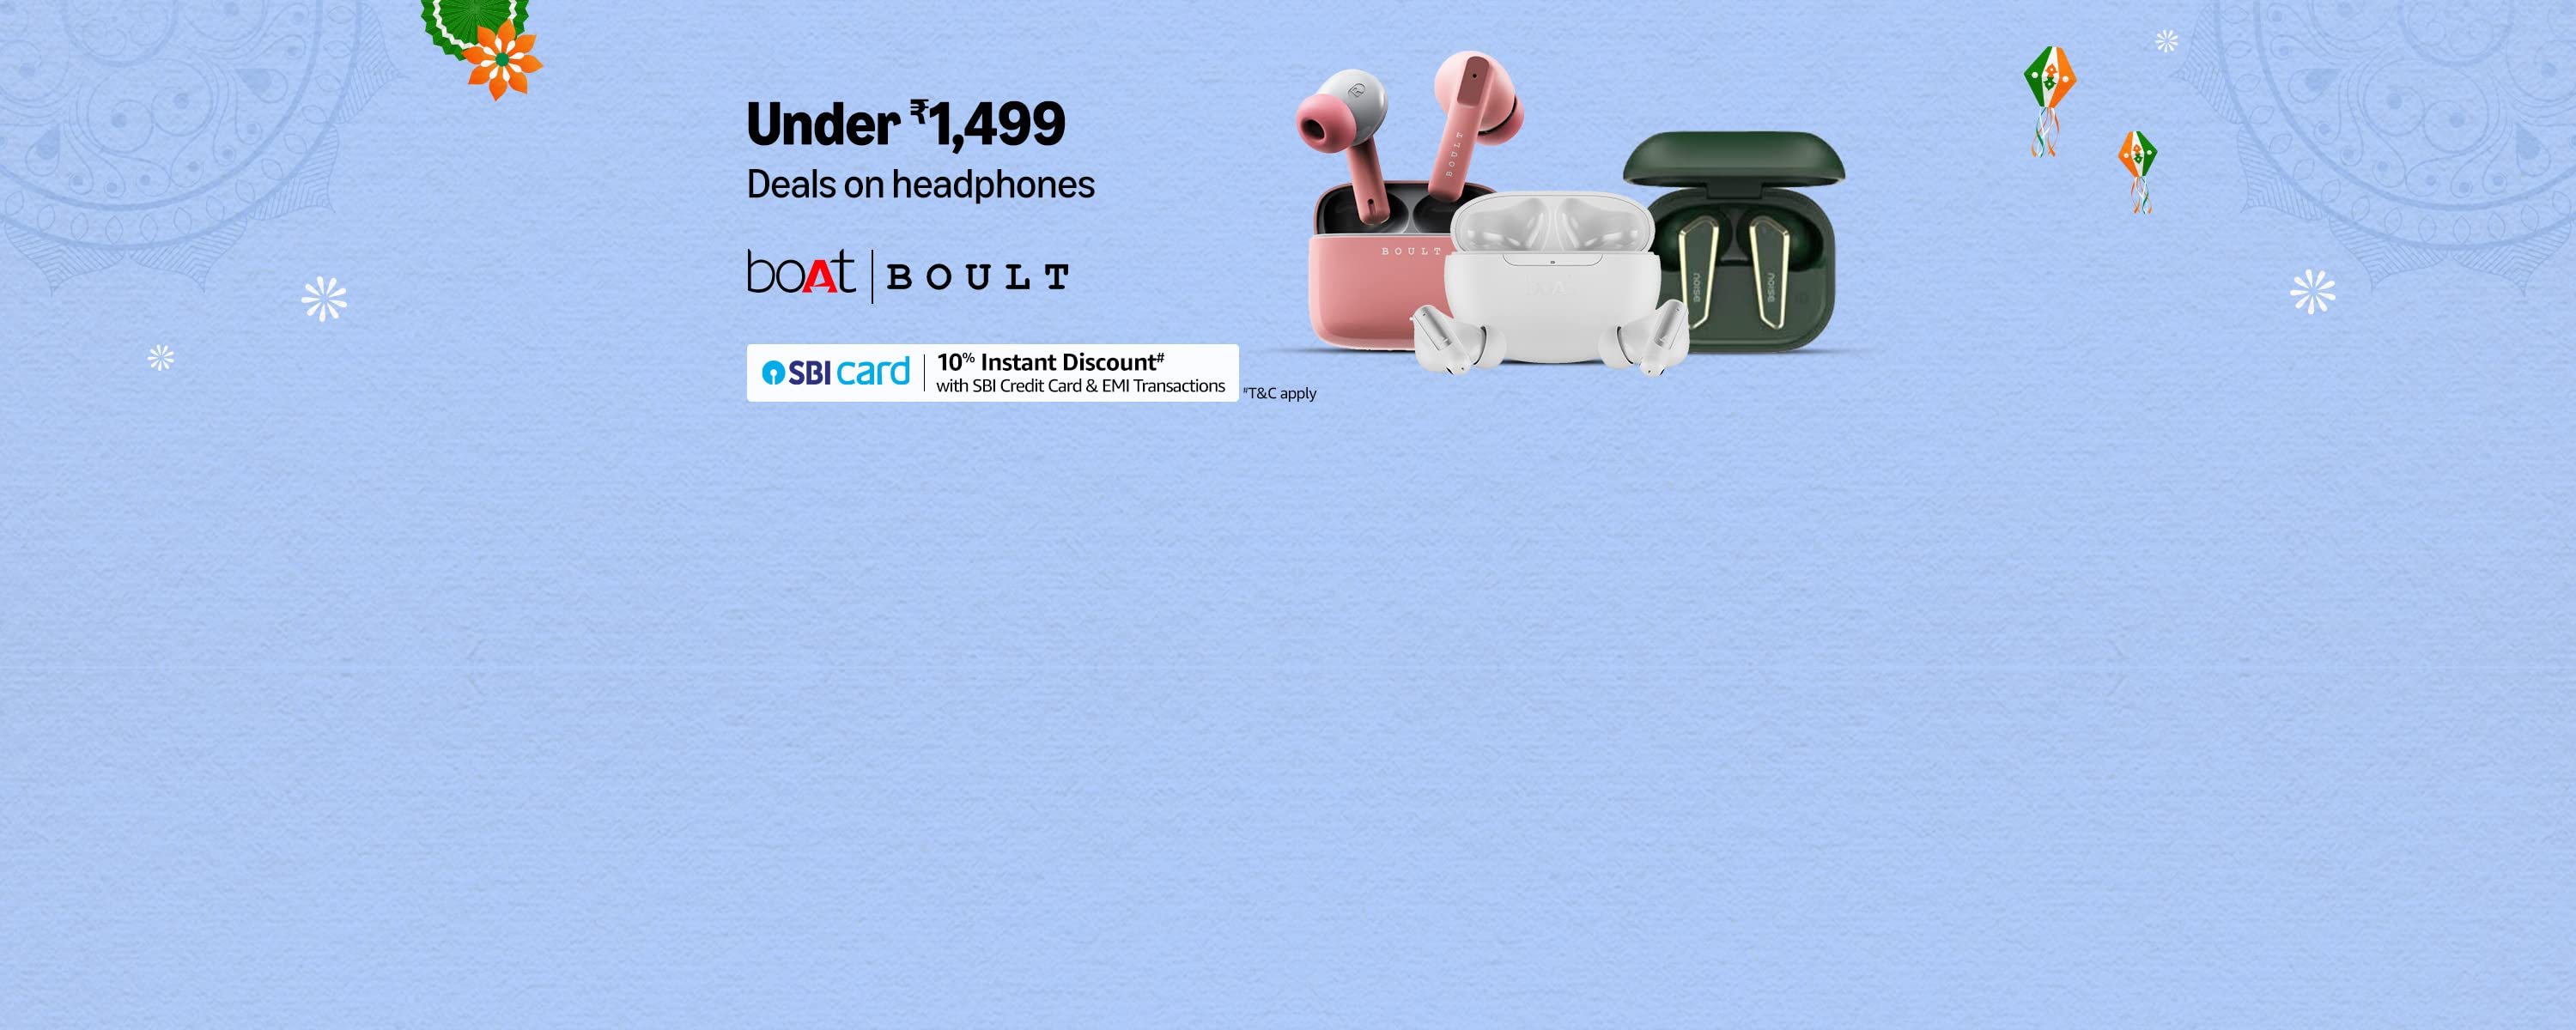 Under ₹1,499
Deals on headphones
boAt | BOULT
SBI card
10% Instant Discount#
with SBI Credit Card & EMI Transactions
#T&C apply
BOULT
BOULT
noise
noise